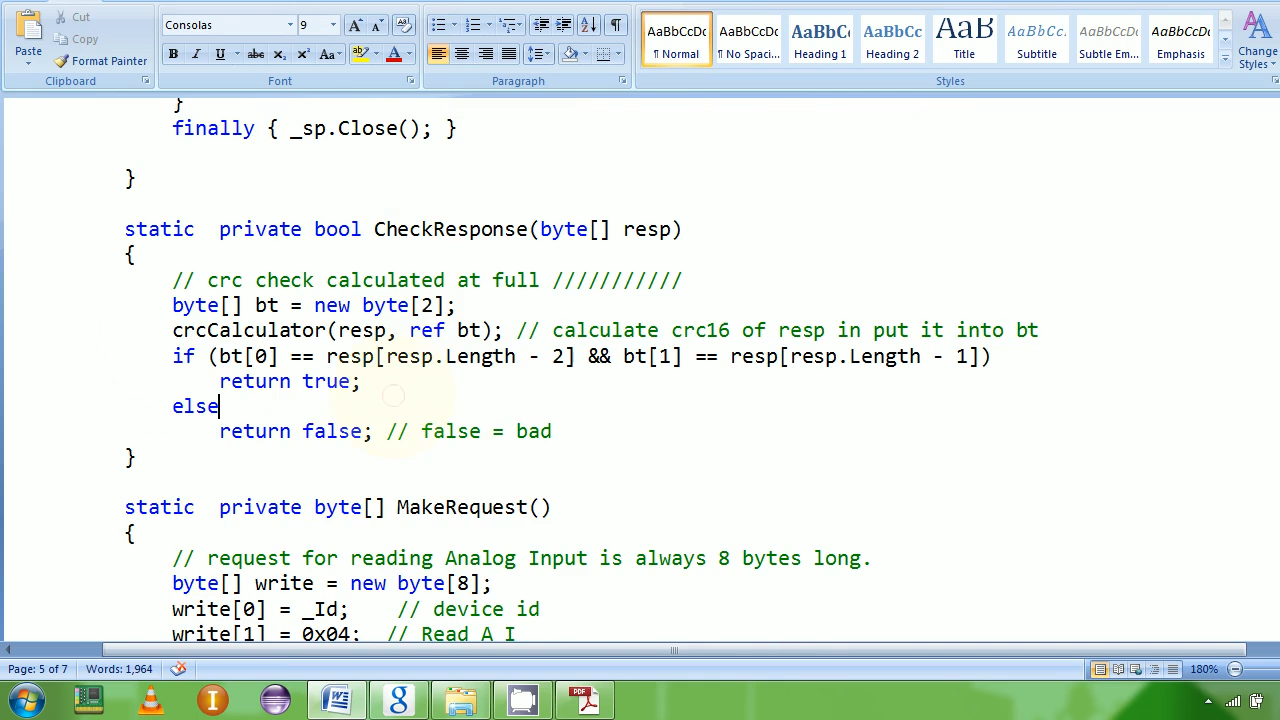 Cut
Copy
Format Painter
Paste
Clipboard
Consolas 9
B I U abc x₂ x² Aa ab A
Font
Paragraph
AaBbCcDc AaBbCcDc AaBbCc AaBbCc AaB AaBbCc. AaBbCcDt AaBbCcDt
¶ Normal ¶ No Spaci... Heading 1 Heading 2 Title Subtitle Subtle Em... Emphasis
Change
Styles
Styles
}
finally { _sp.Close(); }
}
static  private bool CheckResponse(byte[] resp)
{
// crc check calculated at full ///////////
byte[] bt = new byte[2];
crcCalculator(resp, ref bt); // calculate crc16 of resp in put it into bt
if (bt[0] == resp[resp.Length - 2] && bt[1] == resp[resp.Length - 1])
return true;
else
return false; // false = bad
}
static  private byte[] MakeRequest()
{
// request for reading Analog Input is always 8 bytes long.
byte[] write = new byte[8];
write[0] = _Id;    // device id
write[1] = 0x04;  // Read A I
Page: 5 of 7 Words: 1,964 180%